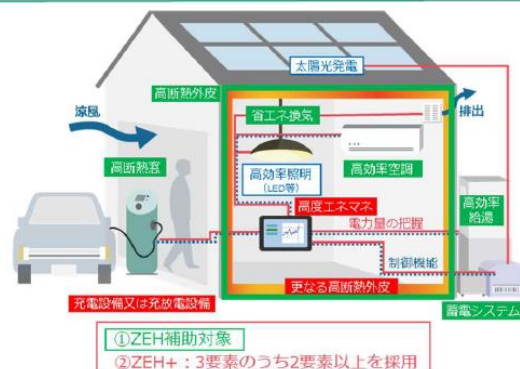 太陽光発電
高断熱外皮
涼風
省エネ換気
排出
高断熱窓
高効率照明
(LED等)
高効率空調
高効率
給湯
高度エネマネ
電力量の把握
制御機能
更なる高断熱外皮
充電設備又は充放電設備
蓄電システム
①ZEH補助対象
②ZEH+：3要素のうち2要素以上を採用